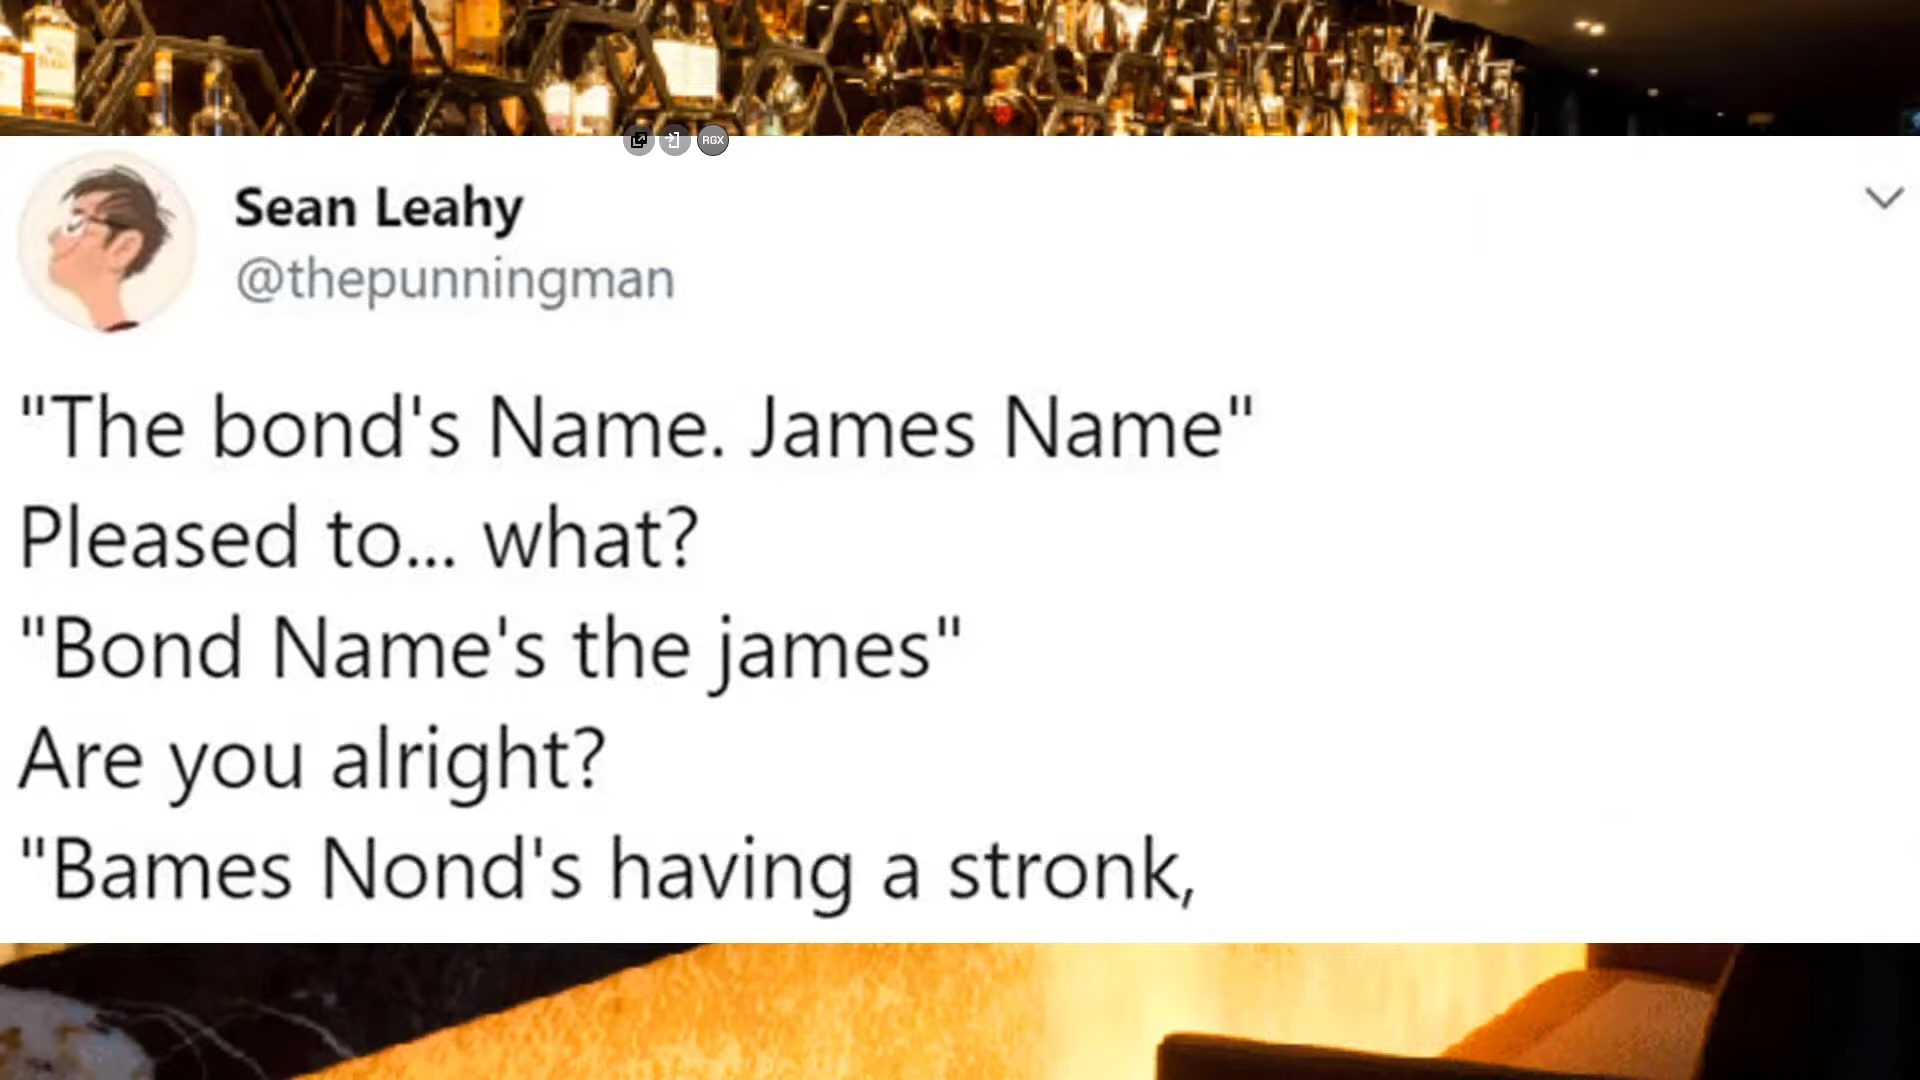 RGX
Sean Leahy
@thepunningman
"The bond's Name. James Name"
Pleased to... what?
"Bond Name's the james"
Are you alright?
"Bames Nond's having a stronk,